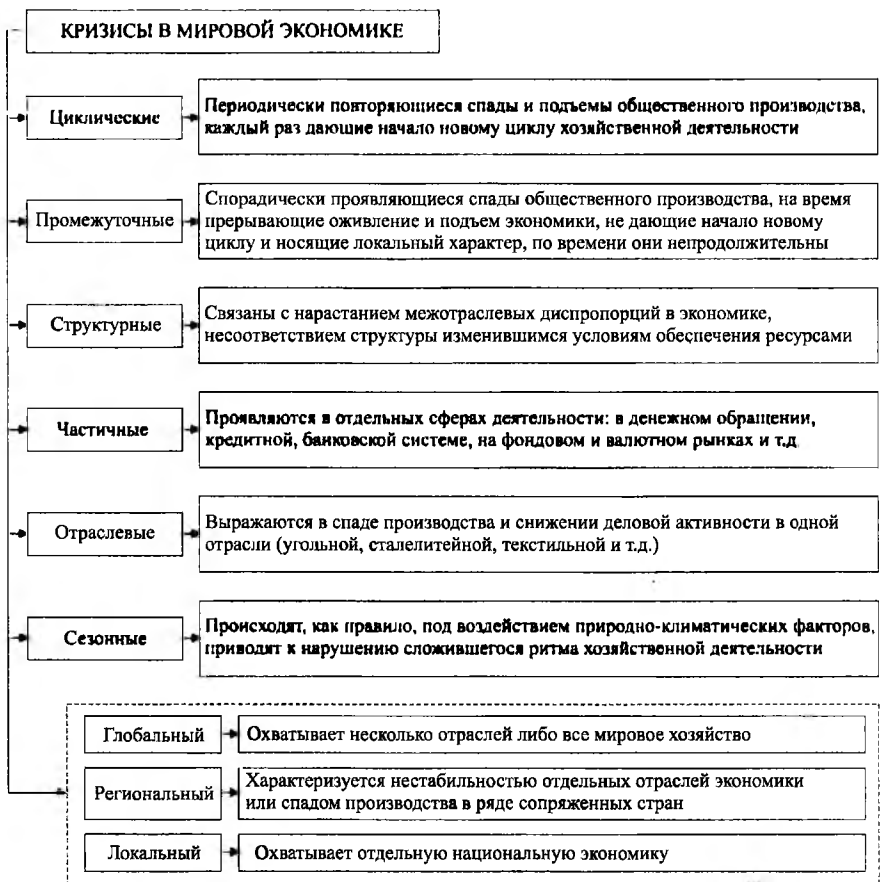 КРИЗИСЫ В МИРОВОЙ ЭКОНОМИКЕ
Циклические
Периодически повторяющиеся спады и подъемы общественного производства,
каждый раз дающие начало новому циклу хозяйственной деятельности
Промежуточные
Спорадически проявляющиеся спады общественного производства, на время
прерывающие оживление и подъем экономики, не дающие начало новому
циклу и носящие локальный характер, по времени они непродолжительны
Структурные
Связаны с нарастанием межотраслевых диспропорций в экономике,
несоответствием структуры изменившимся условиям обеспечения ресурсами
Частичные
Проявляются в отдельных сферах деятельности: в денежном обращении,
кредитной, банковской системе, на фондовом и валютном рынках и т.д
Отраслевые
Выражаются в спаде производства и снижении деловой активности в одной
отрасли (угольной, сталелитейной, текстильной и т.д.)
Сезонные
Происходят, как правило, под воздействием природно-климатических факторов,
приводят к нарушению сложившегося ритма хозяйственной деятельности
Глобальный
Охватывает несколько отраслей либо все мировое хозяйство
Региональный
Характеризуется нестабильностью отдельных отраслей экономики
или спадом производства в ряде сопряженных стран
Локальный
Охватывает отдельную национальную экономику